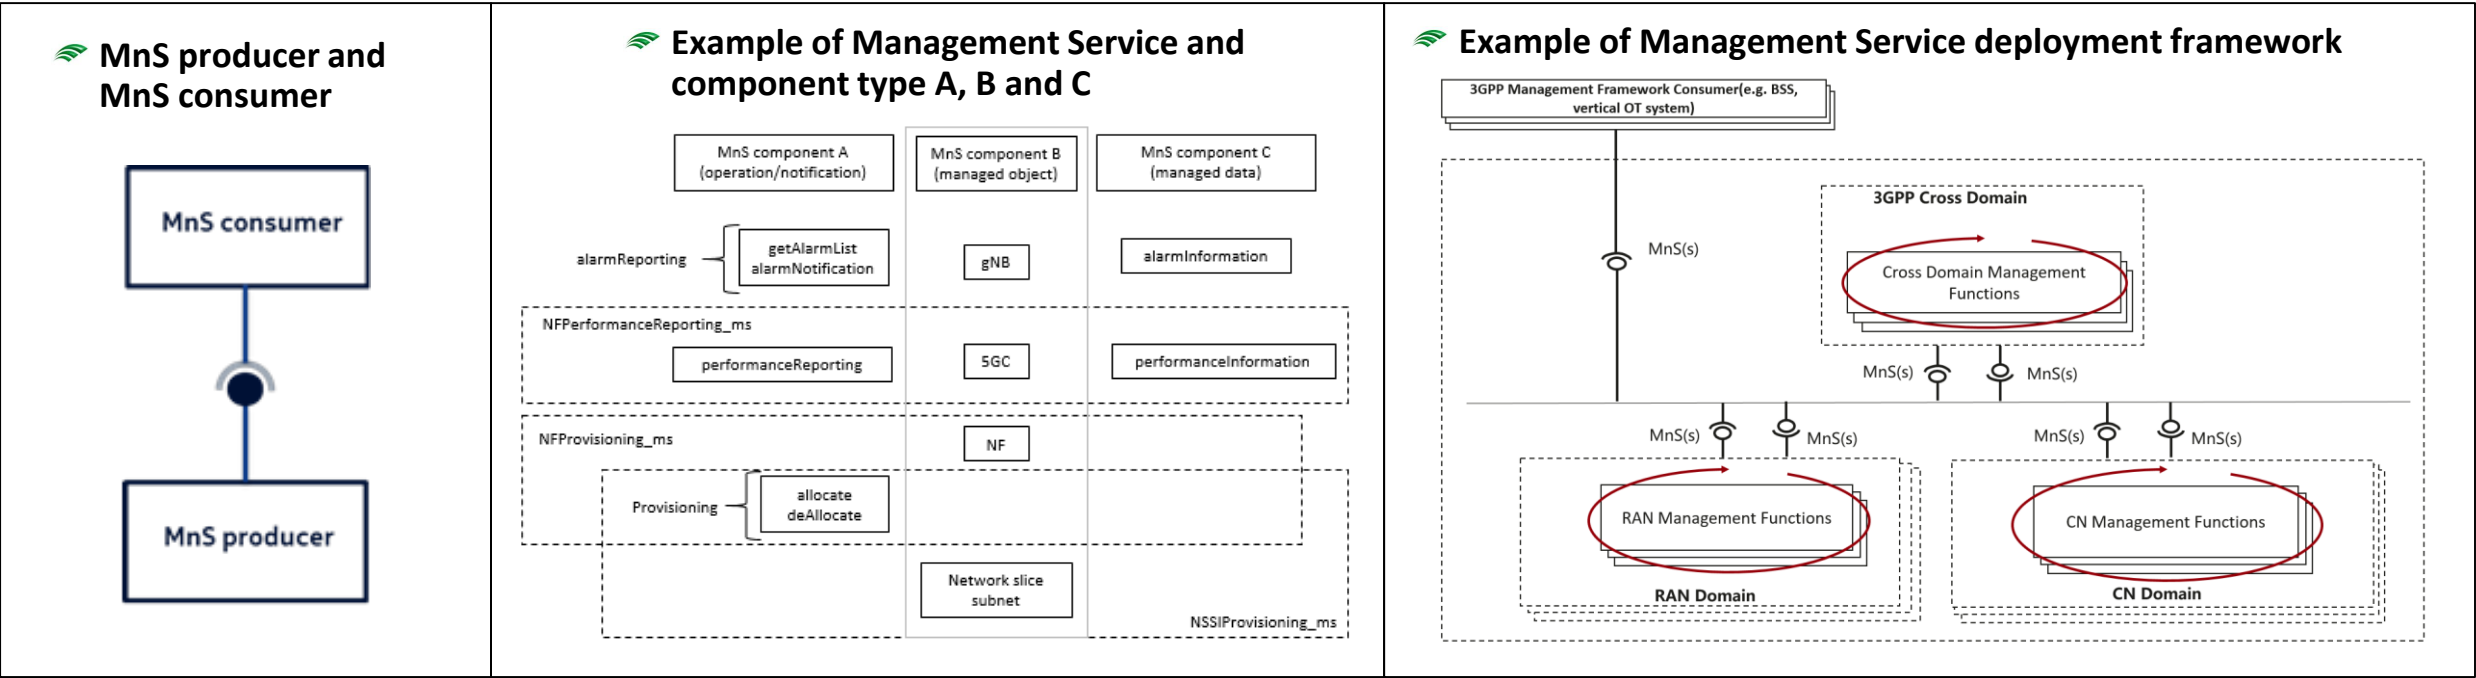 MnS producer and
MnS consumer
MnS consumer
MnS producer
Example of Management Service and
component type A, B and C
MnS component A
(operation/notification)
MnS component B
(managed object)
MnS component C
(managed data)
alarmReporting
getAlarmList
alarmNotification
gNB
alarmInformation
NFPerformanceReporting_ms
performanceReporting
5GC
performanceInformation
NFProvisioning_ms
NF
Provisioning
allocate
deAllocate
Network slice
subnet
NSSIProvisioning_ms
Example of Management Service deployment framework
3GPP Management Framework Consumer(e.g. BSS,
vertical OT system)
MnS(s)
3GPP Cross Domain
Cross Domain Management
Functions
MnS(s)
MnS(s)
MnS(s)
MnS(s)
MnS(s)
MnS(s)
RAN Management Functions
RAN Domain
CN Management Functions
CN Domain